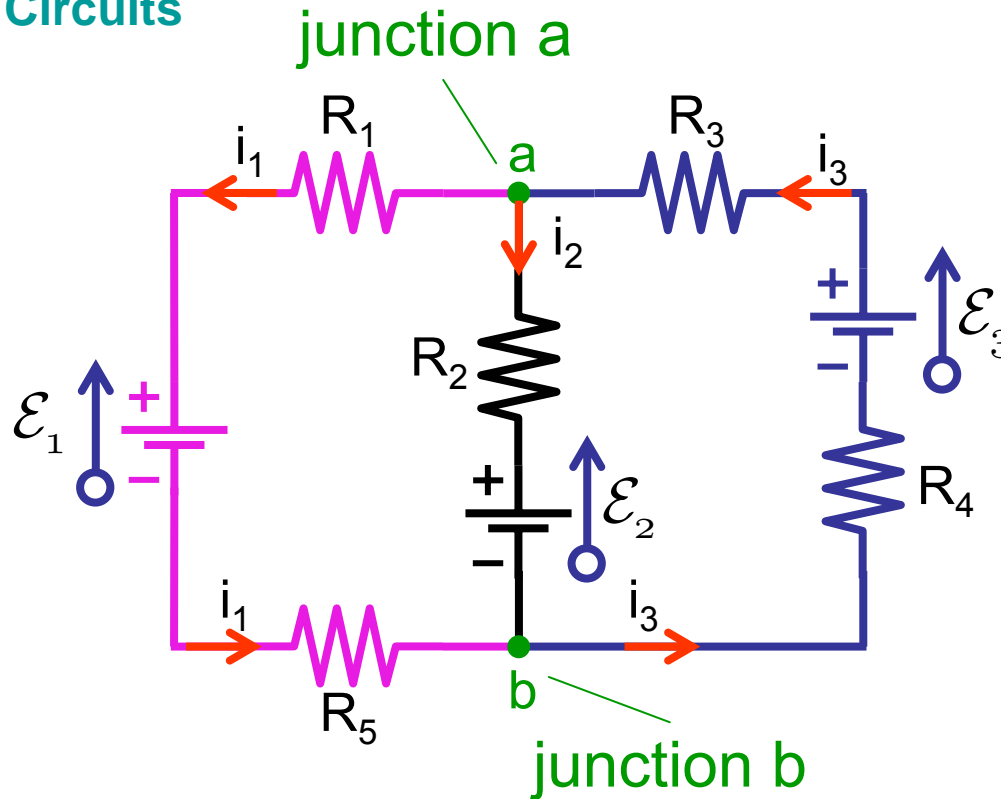 Circuits
junction a
R1
R3
i1
a
i3
i2
+
ℰ3
R2
−
+
ℰ1
−
R4
+
ℰ2
−
i1
i3
b
R5
junction b